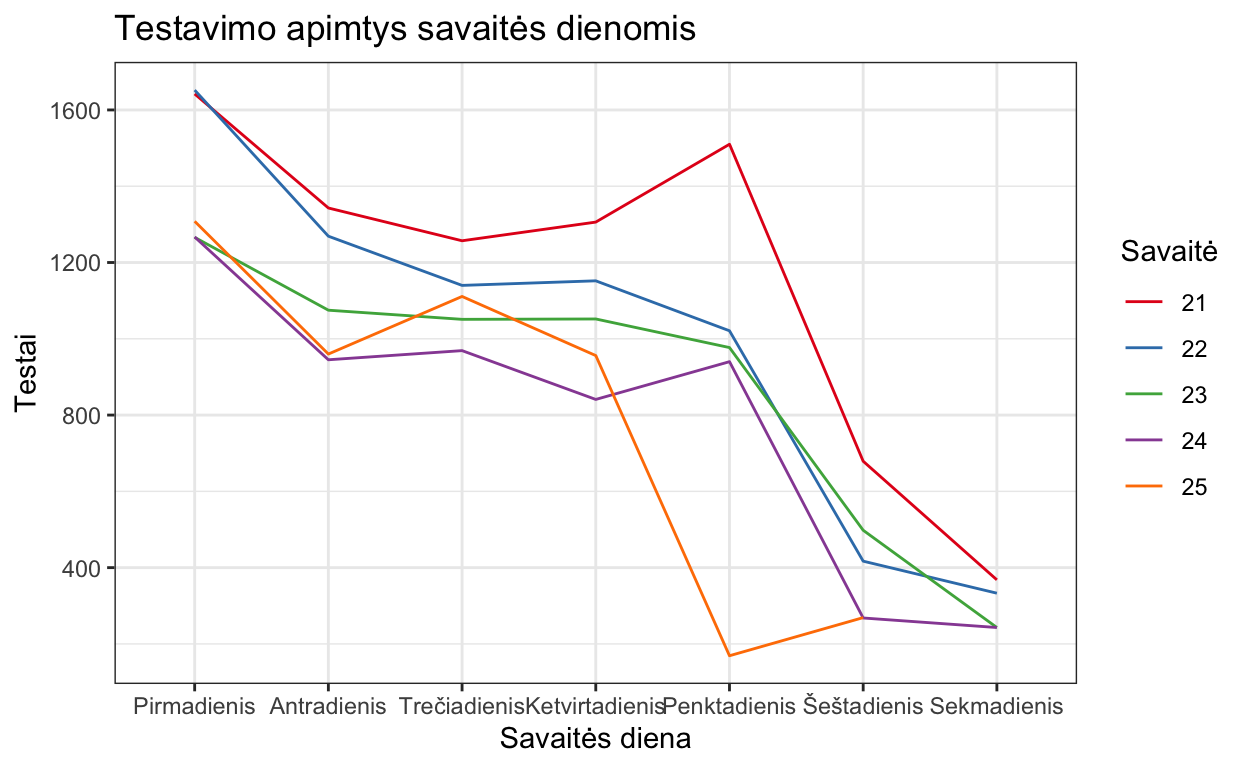 Testavimo apimtys savaitės dienomis
Testai
1600
1200
800
400
Pirmadienis Antradienis Trečiadienis Ketvirtadienis Penktadienis Šeštadienis Sekmadienis
Savaitės diena
Savaitė
21
22
23
24
25